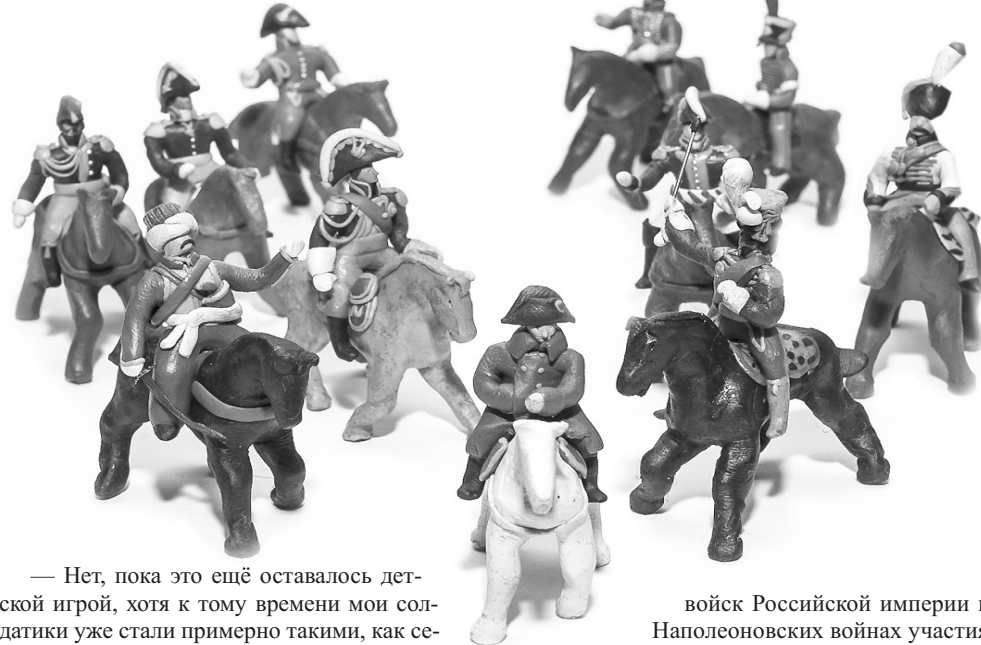 — Нет, пока это ещё оставалось дет-
ской игрой, хотя к тому времени мои сол-
датики уже стали примерно такими, как се-
войск Российской империи
Наполеоновских войнах участия